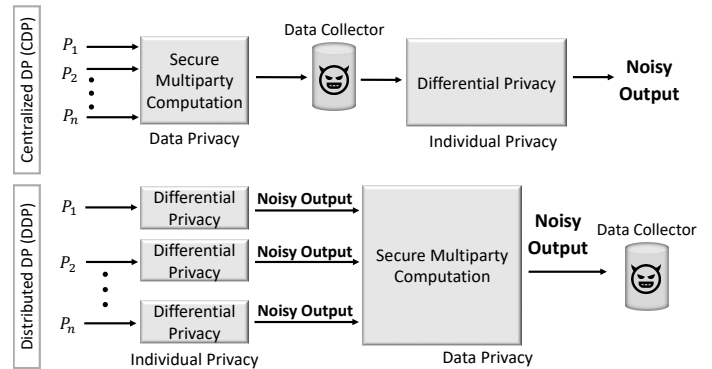 Centralized DP (CDP)
P1
P2
Pn
Secure
Multiparty
Computation
Data Privacy
Data Collector
Differential Privacy
Individual Privacy
Noisy
Output
Distributed DP (DDP)
P1
Differential
Privacy
Noisy Output
P2
Differential
Privacy
Noisy Output
Pn
Differential
Privacy
Noisy Output
Individual Privacy
Secure Multiparty
Computation
Data Privacy
Noisy
Output
Data Collector